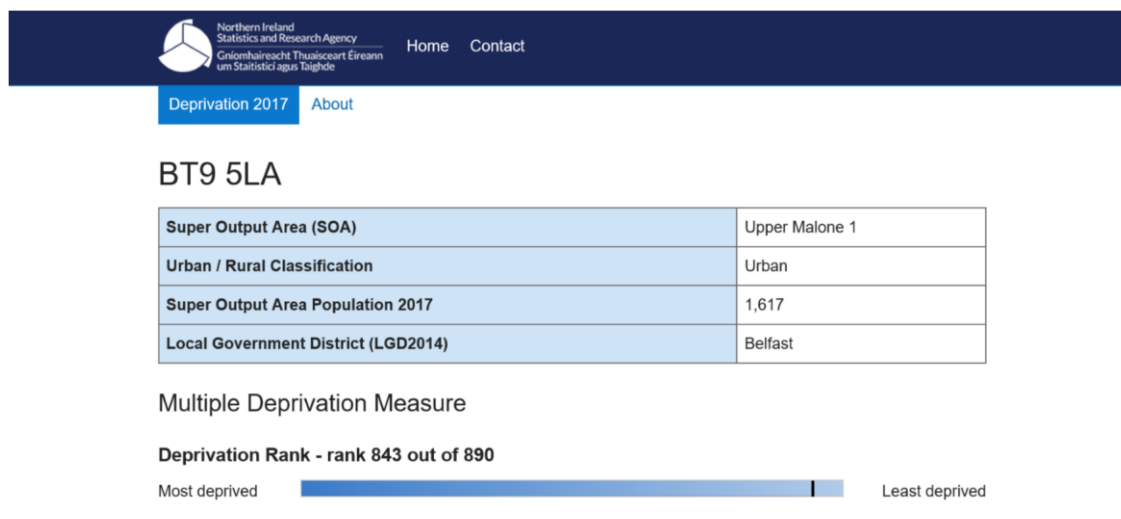 Northern Ireland
Statistics and Research Agency
Gníomhaireacht Thuaisceart Éireann
um Staitisticí agus Taighde
Home Contact
Deprivation 2017 About
BT9 5LA
Super Output Area (SOA) Upper Malone 1
Urban / Rural Classification Urban
Super Output Area Population 2017 1,617
Local Government District (LGD2014) Belfast
Multiple Deprivation Measure
Deprivation Rank - rank 843 out of 890
Most deprived Least deprived